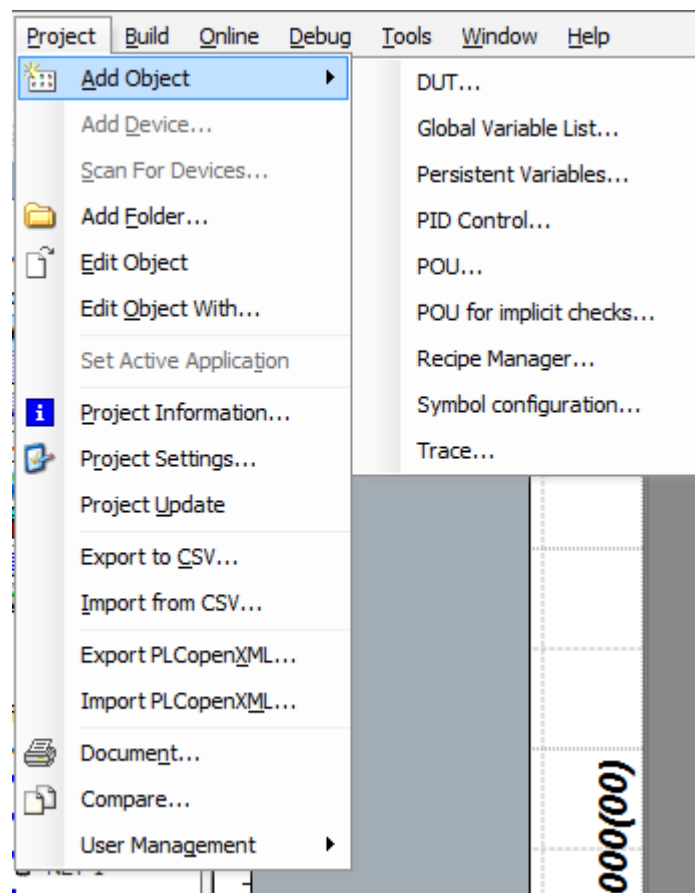 Project Build Online Debug Tools Window Help
Add Object
Add Device...
Scan For Devices...
Add Folder...
Edit Object
Edit Object With...
Set Active Application
Project Information...
Project Settings...
Project Update
Export to CSV...
Import from CSV...
Export PLCopenXML...
Import PLCopenXML...
Document...
Compare...
User Management
DUT...
Global Variable List...
Persistent Variables...
PID Control...
POU...
POU for implicit checks...
Recipe Manager...
Symbol configuration...
Trace...